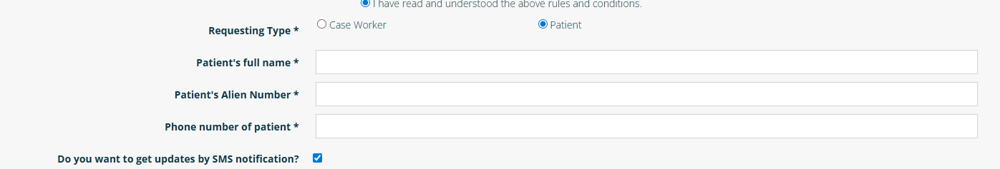 I have read and understood the above rules and conditions.
Requesting Type * Case Worker Patient
Patient's full name *
Patient's Alien Number *
Phone number of patient *
Do you want to get updates by SMS notification?